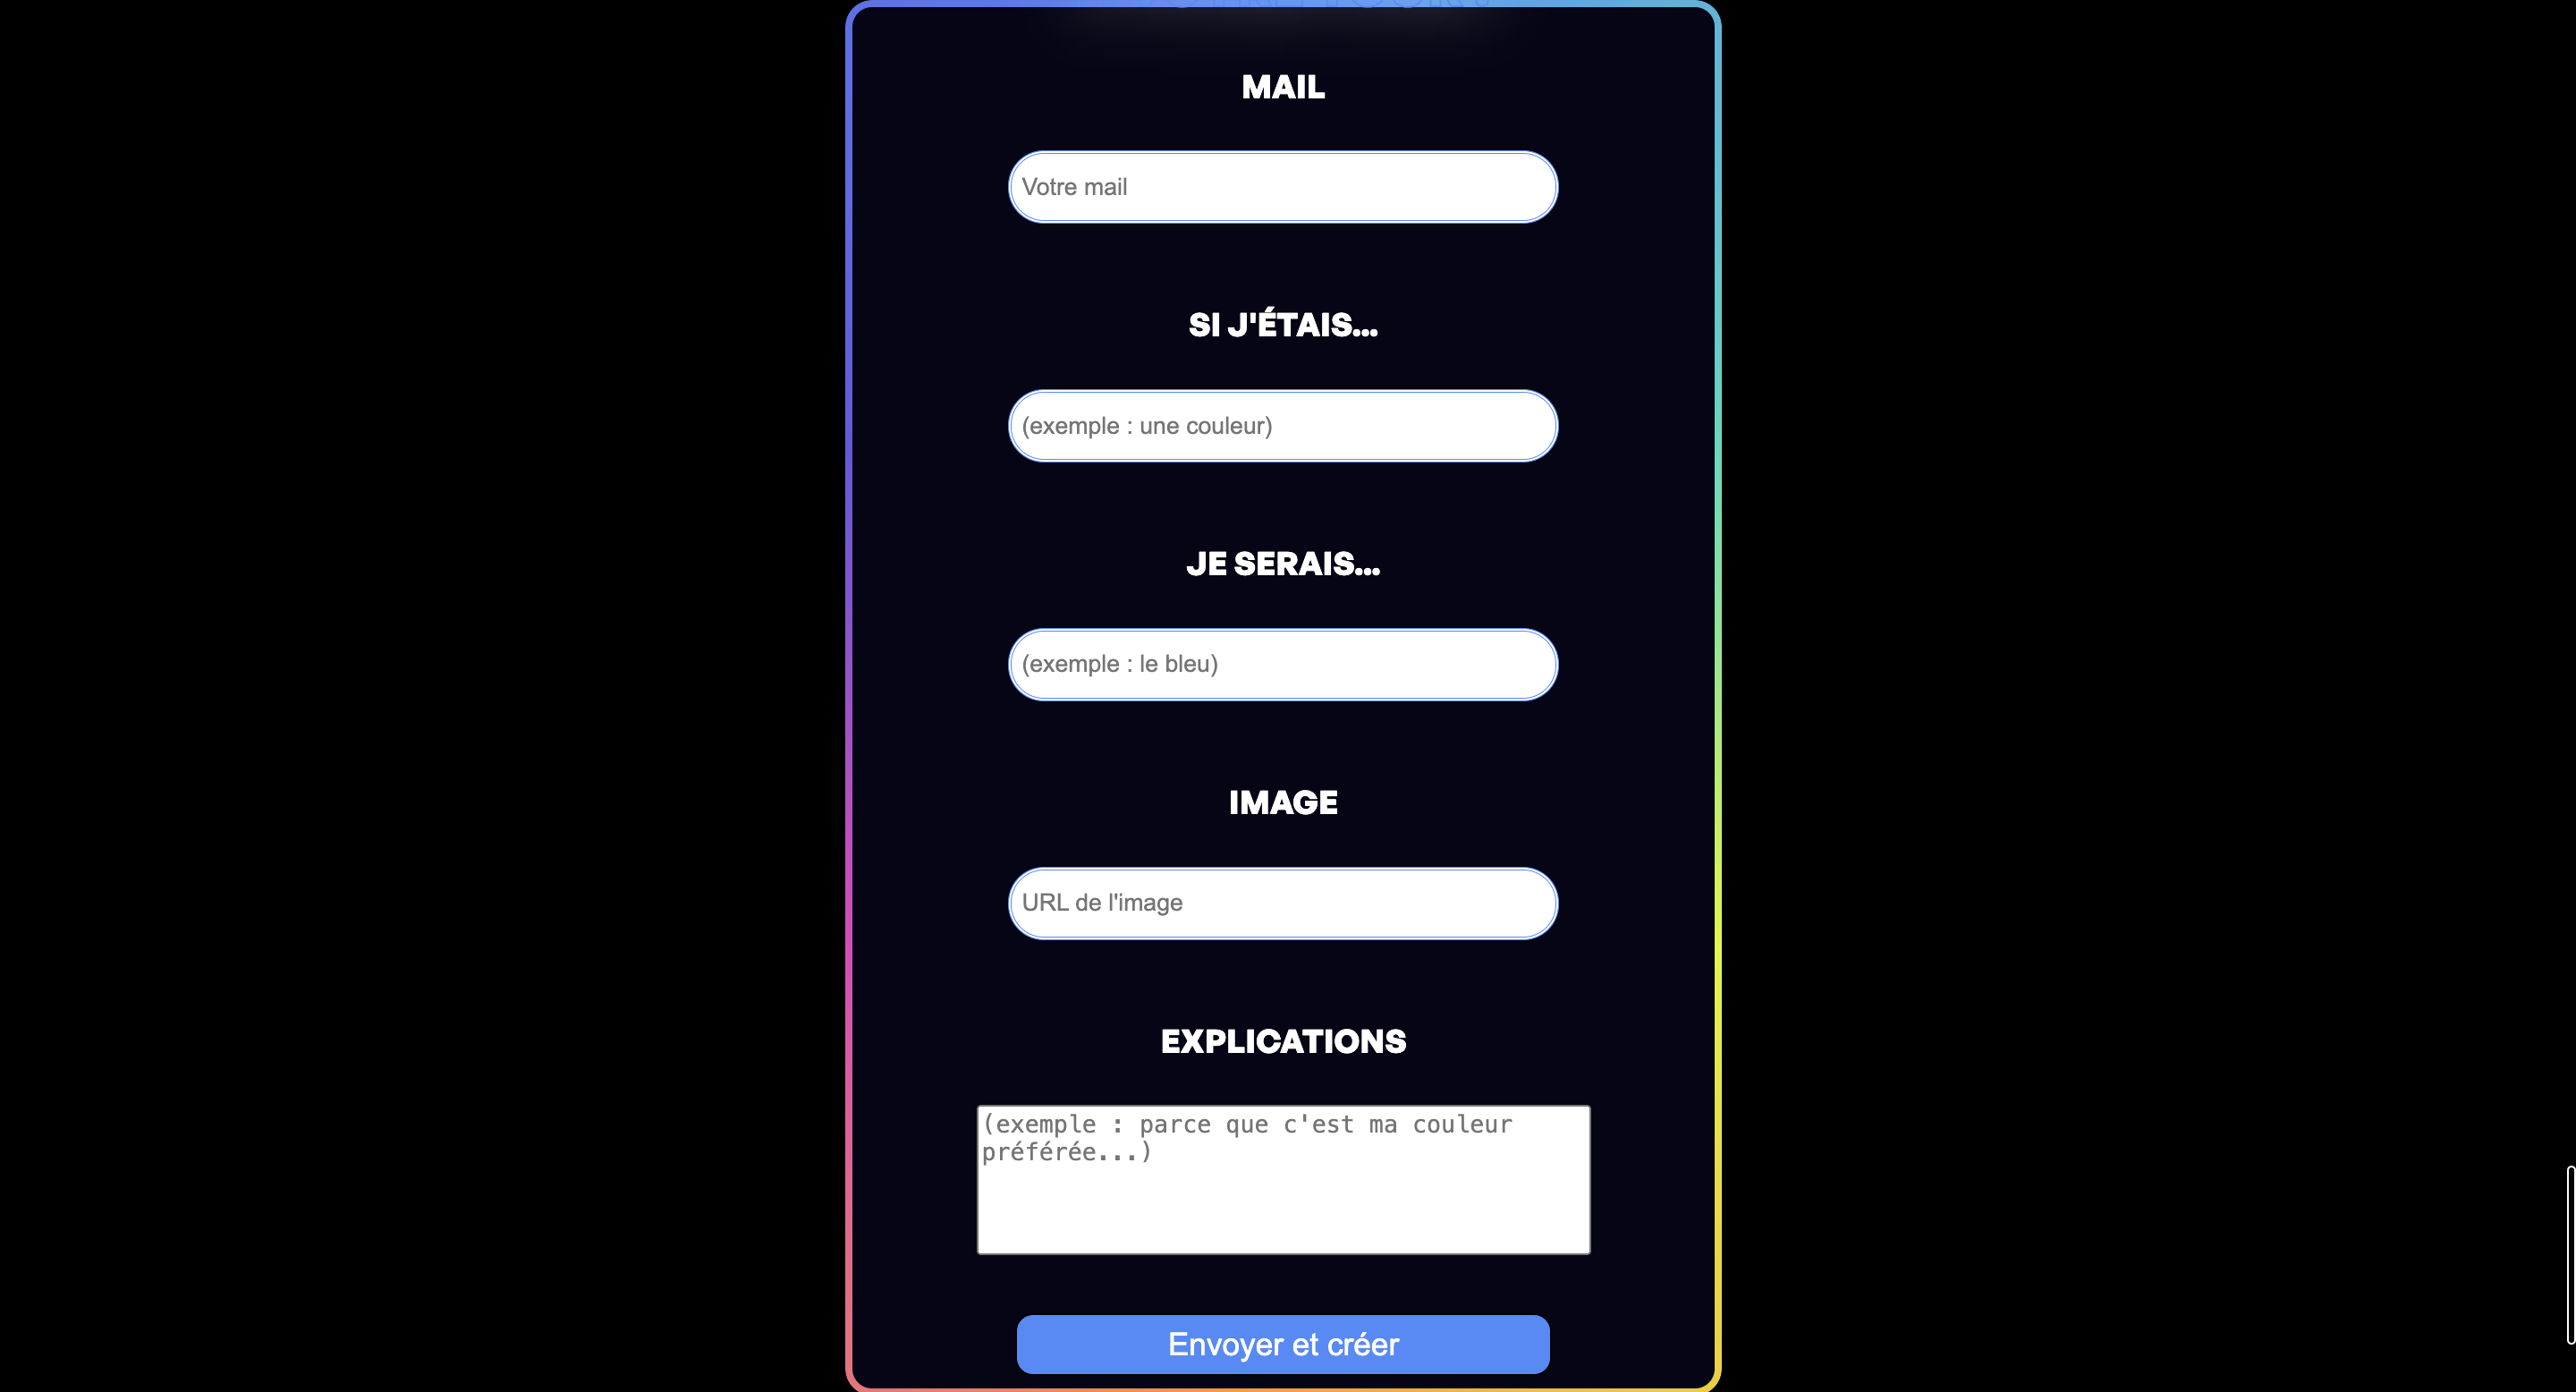 MAIL
Votre mail
SI J'ÉTAIS...
(exemple : une couleur)
JE SERAIS...
(exemple : le bleu)
IMAGE
URL de l'image
EXPLICATIONS
(exemple : parce que c'est ma couleur
préférée...)
Envoyer et créer